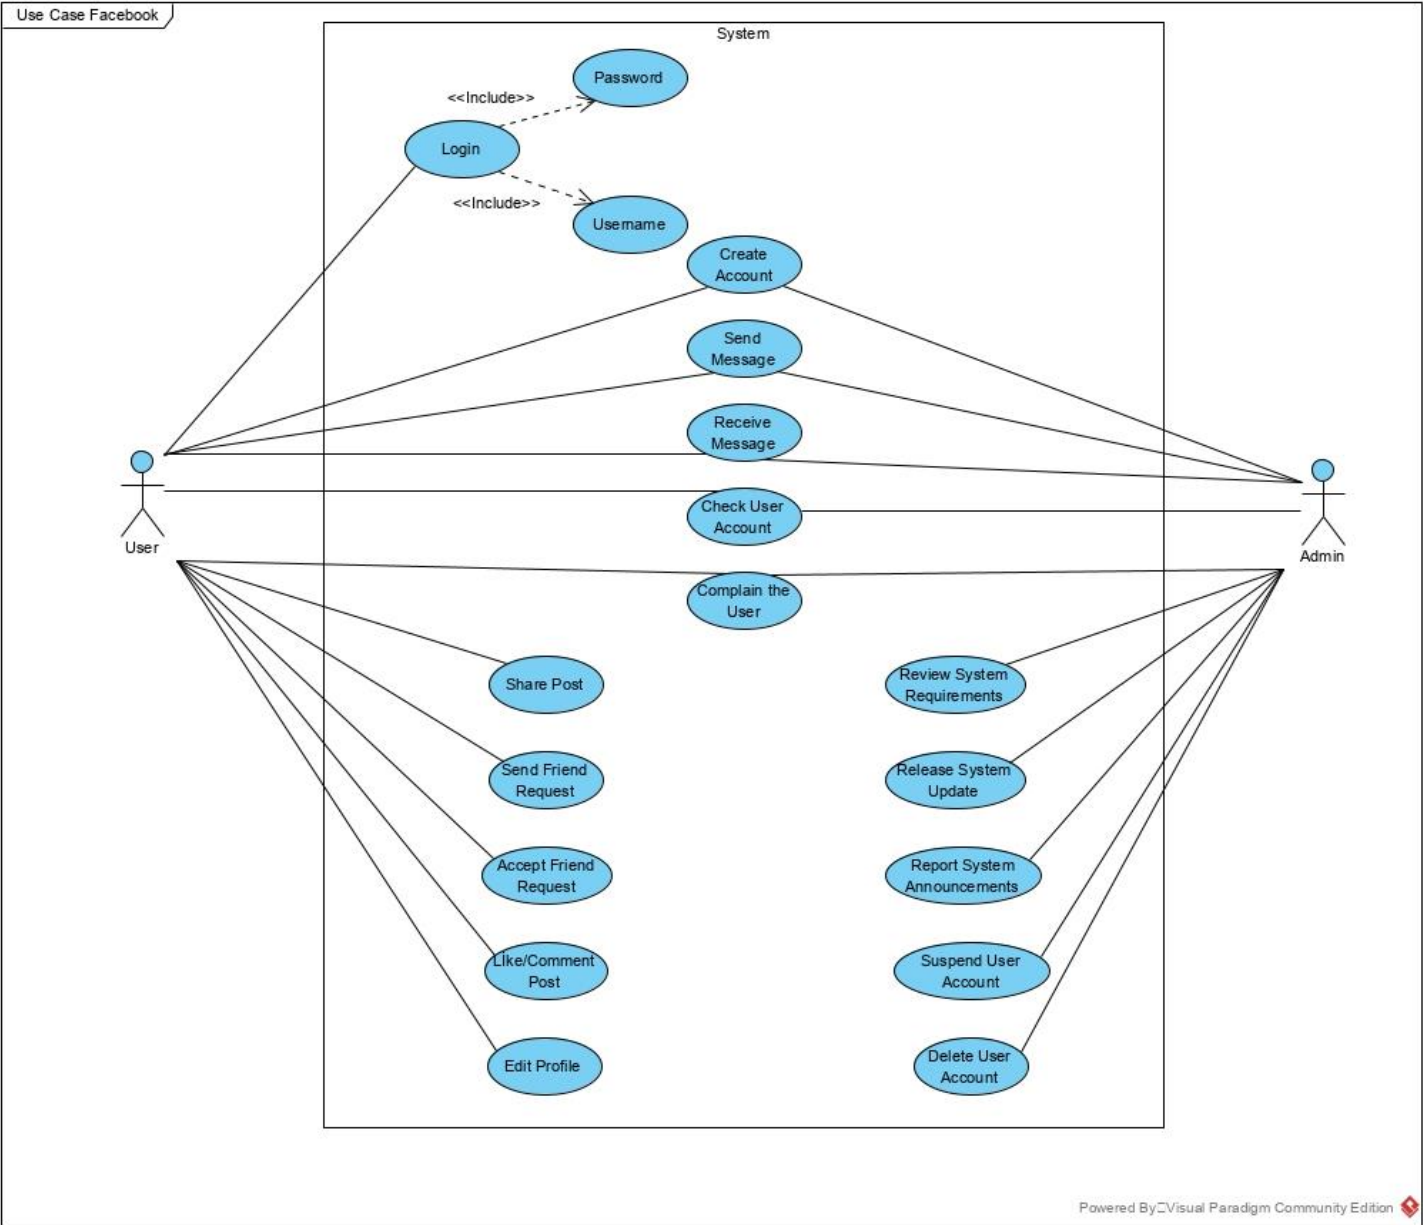 Use Case Facebook
System
Password
<<Include>>
Login
<<Include>>
Username
Create
Account
Send
Message
Receive
Message
Check User
Account
User
Admin
Complain the
User
Share Post
Review System
Requirements
Send Friend
Request
Release System
Update
Accept Friend
Request
Report System
Announcements
Lİke/Comment
Post
Suspend User
Account
Edit Profile
Delete User
Account
Powered By Visual Paradigm Community Edition